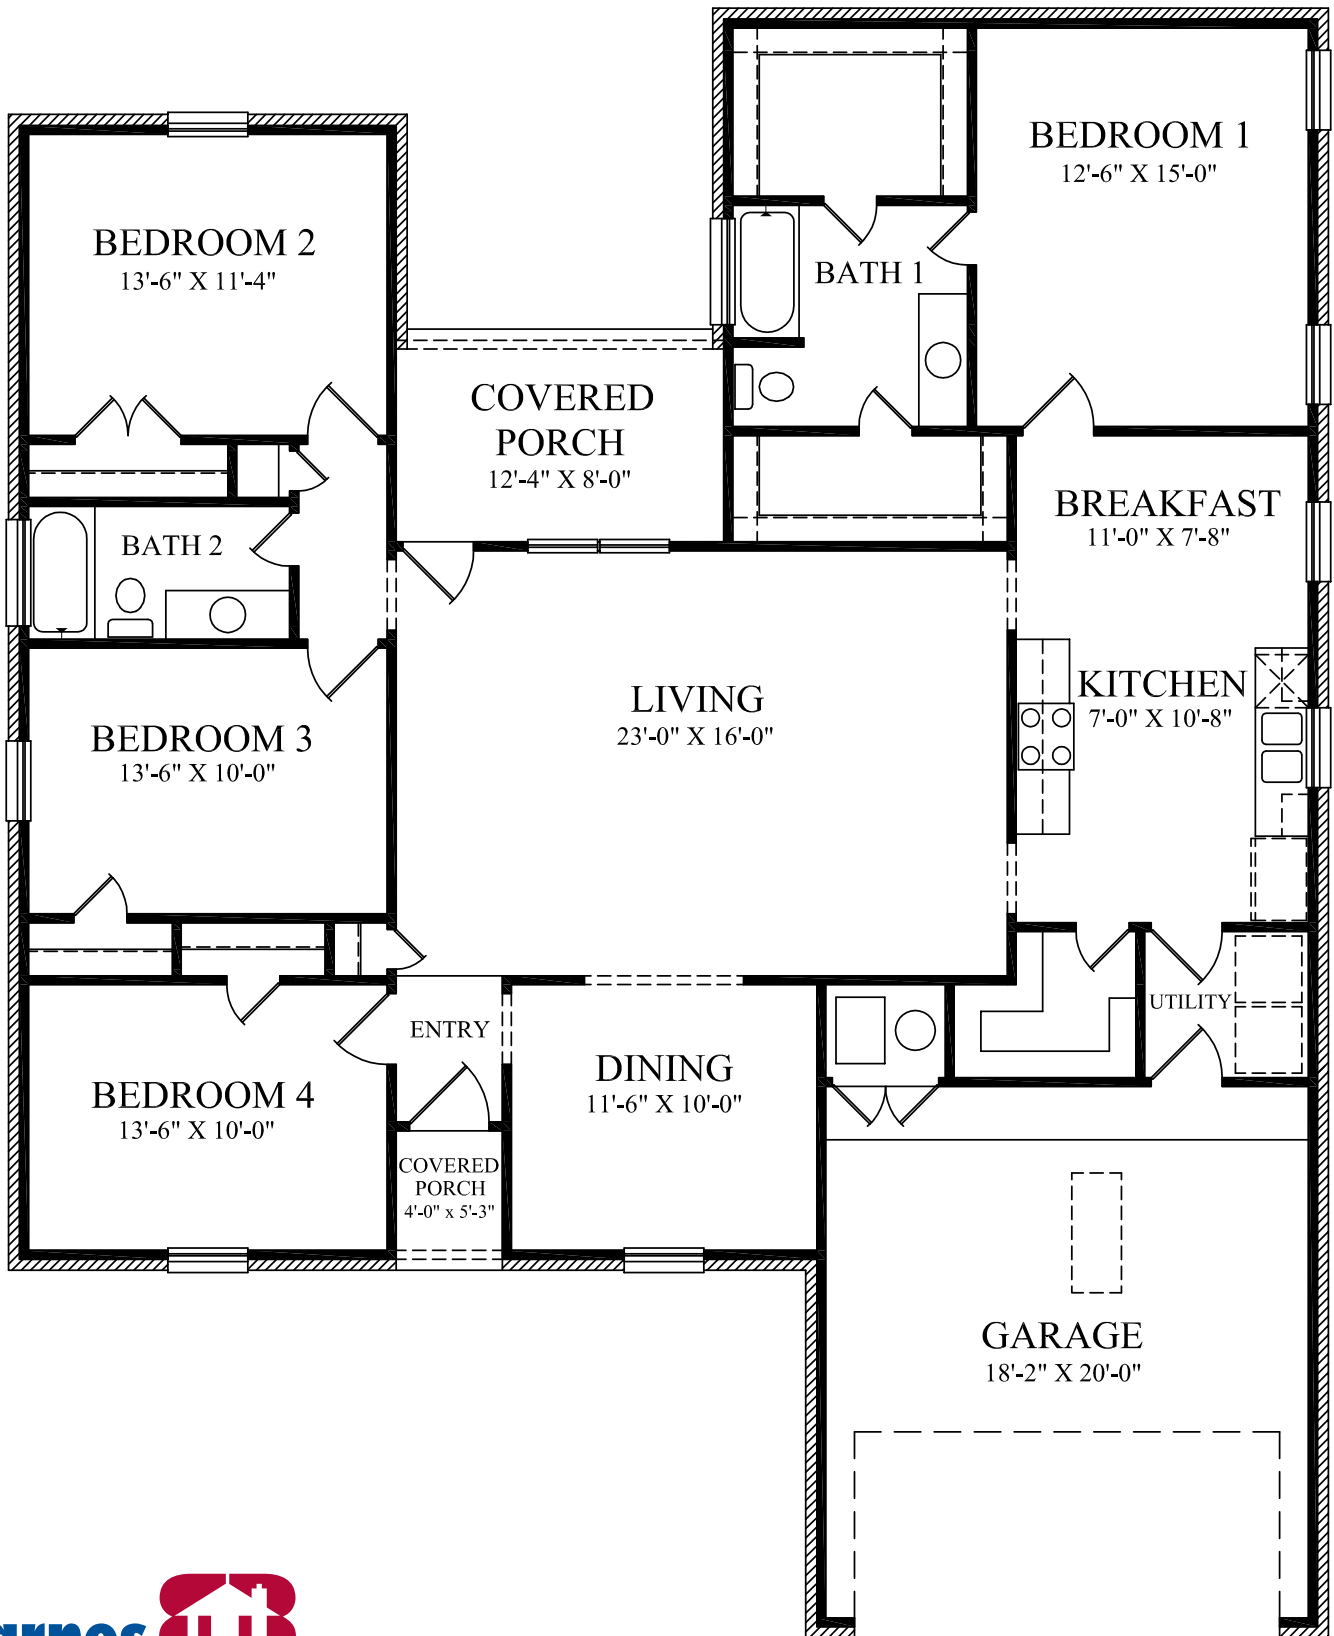 BEDROOM 1
12'-6" X 15'-0"
BEDROOM 2
13'-6" X 11'-4"
BATH 1
COVERED
PORCH
12'-4" X 8'-0"
BREAKFAST
11'-0" X 7'-8"
BATH 2
LIVING
23'-0" X 16'-0"
KITCHEN
7'-0" X 10'-8"
BEDROOM 3
13'-6" X 10'-0"
UTILITY
ENTRY
DINING
11'-6" X 10'-0"
BEDROOM 4
13'-6" X 10'-0"
COVERED
PORCH
4'-0" x 5'-3"
GARAGE
18'-2" X 20'-0"